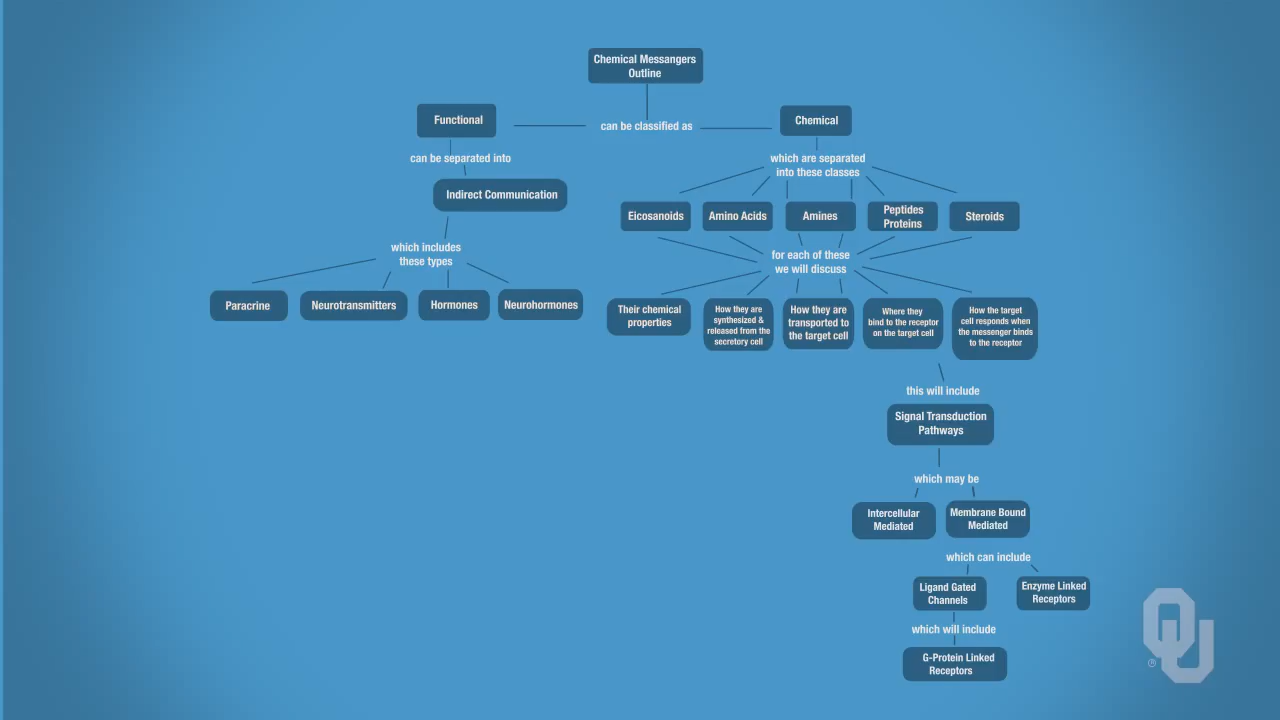 Chemical Messangers
Outline
Functional
can be classified as
Chemical
can be separated into
which are separated
into these classes
Indirect Communication
Eicosanoids
Amino Acids
Amines
Peptides
Proteins
Steroids
which includes
these types
for each of these
we will discuss
Paracrine
Neurotransmitters
Hormones
Neurohormones
Their chemical
properties
How they are
synthesized &
released from the
secretory cell
How they are
transported to
the target cell
Where they
bind to the receptor
on the target cell
How the target
cell responds when
the messenger binds
to the receptor
this will include
Signal Transduction
Pathways
which may be
Intercellular
Mediated
Membrane Bound
Mediated
which can include
Ligand Gated
Channels
Enzyme Linked
Receptors
which will include
G-Protein Linked
Receptors
OU
®